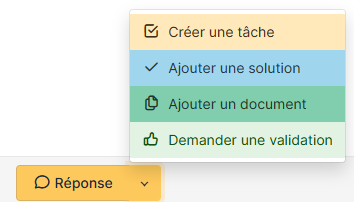 Créer une tâche
Ajouter une solution
Ajouter un document
Demander une validation
Réponse